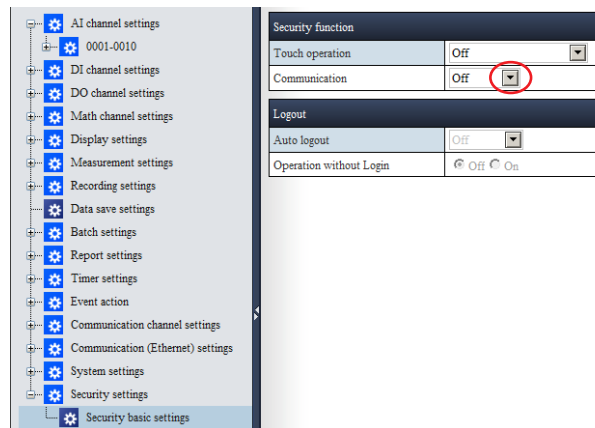 AI channel settings
0001-0010
DI channel settings
DO channel settings
Math channel settings
Display settings
Measurement settings
Recording settings
Data save settings
Batch settings
Report settings
Timer settings
Event action
Communication channel settings
Communication (Ethernet) settings
System settings
Security settings
Security basic settings
Security function
Touch operation Off
Communication Off
Logout
Auto logout Off
Operation without Login Off On